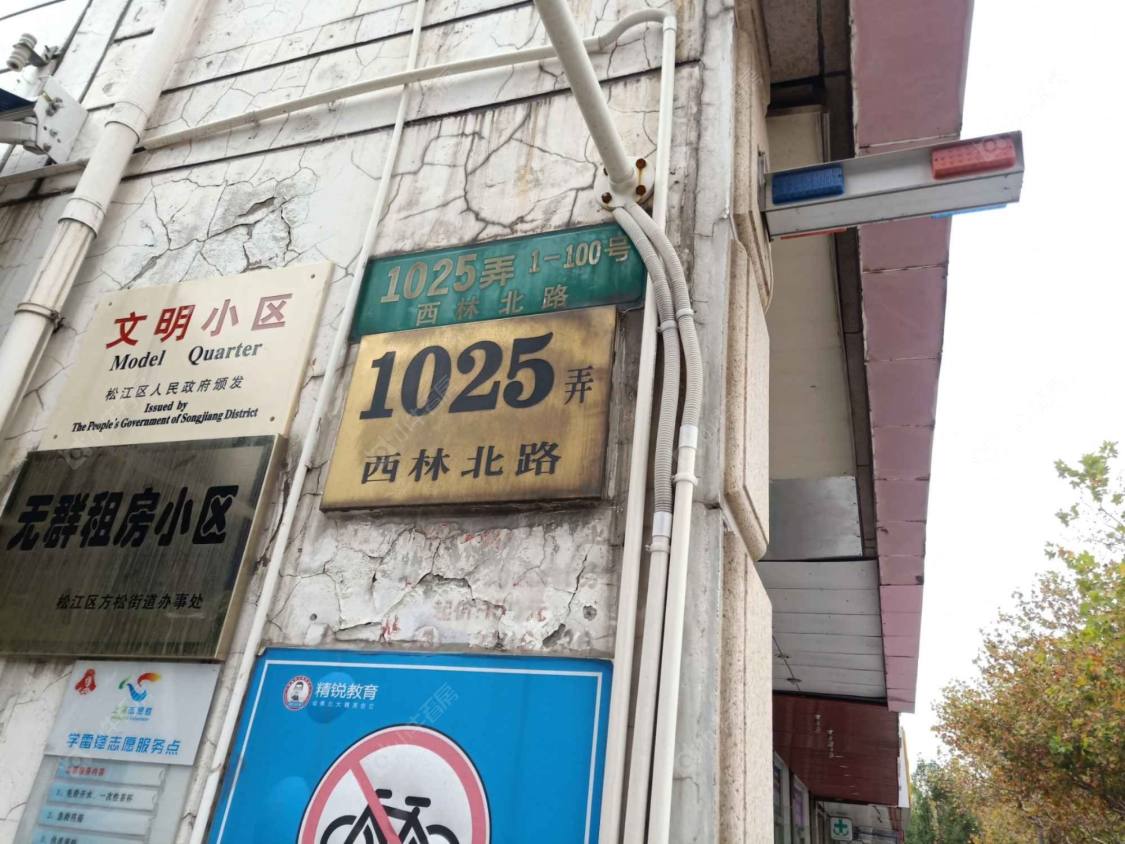 1025弄 1-100号
西林北路
1025弄
西林北路
文明小区
Model Quarter
松江区人民政府颁发
Issued by
The People's Government of Songjiang District
无群租房小区
松江区方松街道办事处
精锐教育
学雷锋志愿服务点